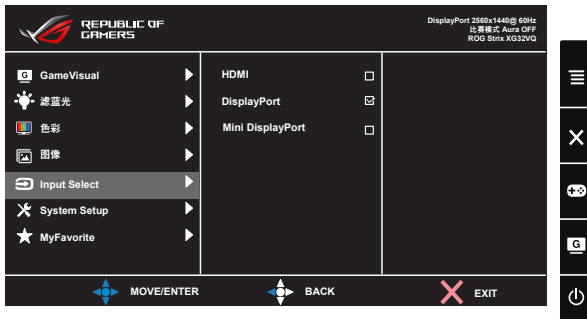 REPUBLIC OF
GAMERS
DisplayPort 2560x1440@ 60Hz
比赛模式 Aura OFF
ROG Strix XG32VQ
G GameVisual
滤蓝光
色彩
图像
Input Select
System Setup
MyFavorite
HDMI
DisplayPort
Mini DisplayPort
MOVE/ENTER
BACK
EXIT
G